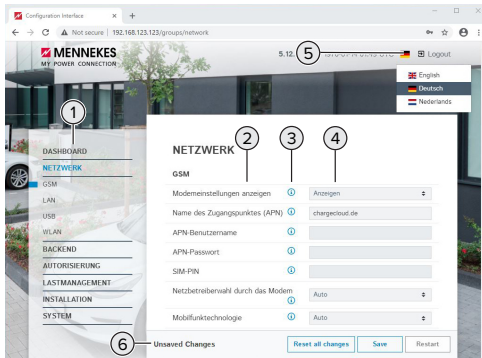 Configuration Interface
Not secure | 192.168.123.123/groups/network
MENNEKES
MY POWER CONNECTION
5.12.
5
Logout
English
Deutsch
Nederlands
1
2
3
4
DASHBOARD
NETZWERK
GSM
LAN
USB
WLAN
BACKEND
AUTORISIERUNG
LASTMANAGEMENT
INSTALLATION
SYSTEM
NETZWERK
GSM
Modemeinstellungen anzeigen
Anzeigen
Name des Zugangspunktes (APN)
chargecloud.de
APN-Benutzername
APN-Passwort
SIM-PIN
Netzbetreiberwahl durch das Modem
Auto
Mobilfunktechnologie
Auto
6
Unsaved Changes
Reset all changes
Save
Restart